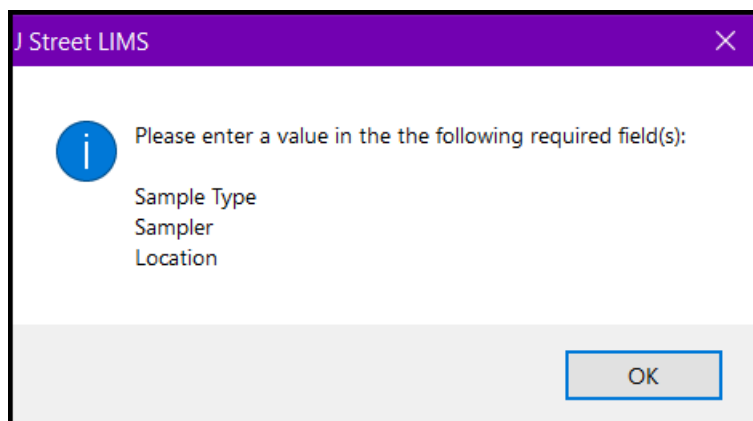 J Street LIMS
Please enter a value in the the following required field(s):
Sample Type
Sampler
Location
OK